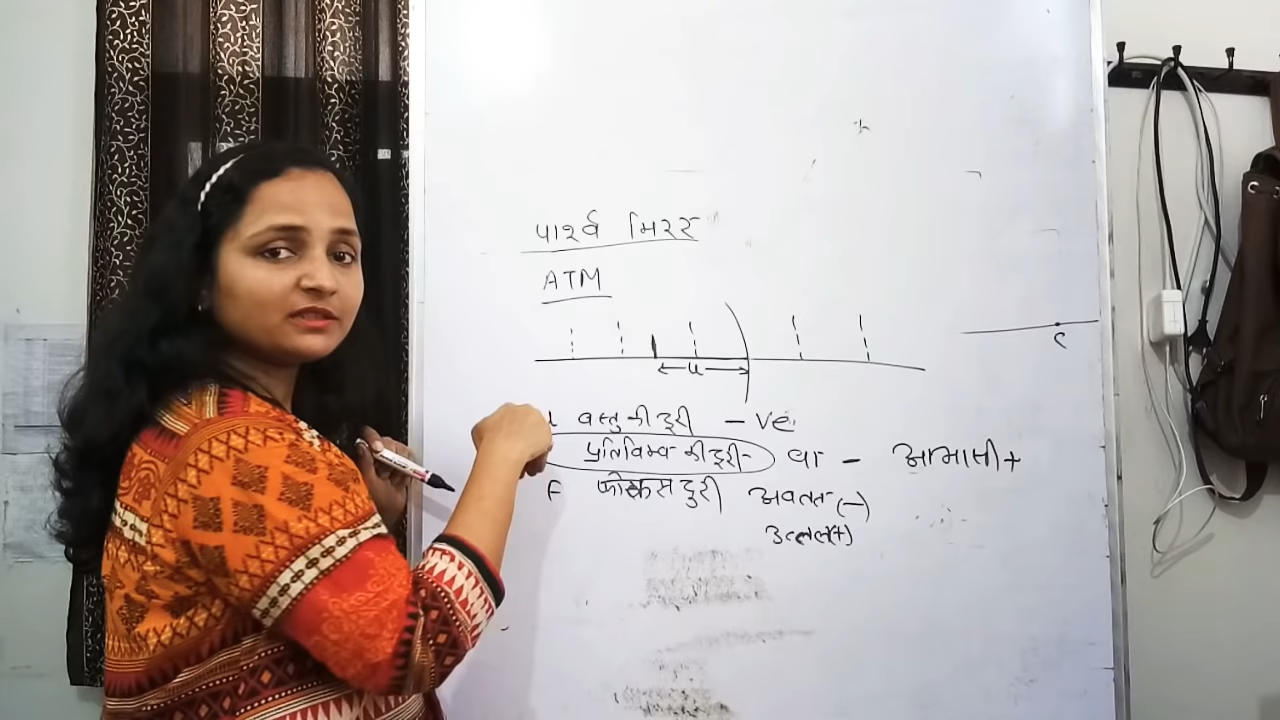 पार्श्व मिरर
ATM
u
C
u वस्तु की दूरी - ve
प्रतिबिम्ब की दूरी वा - आभासी +
F फोकस दूरी अवतल (-)
उत्तल (+)